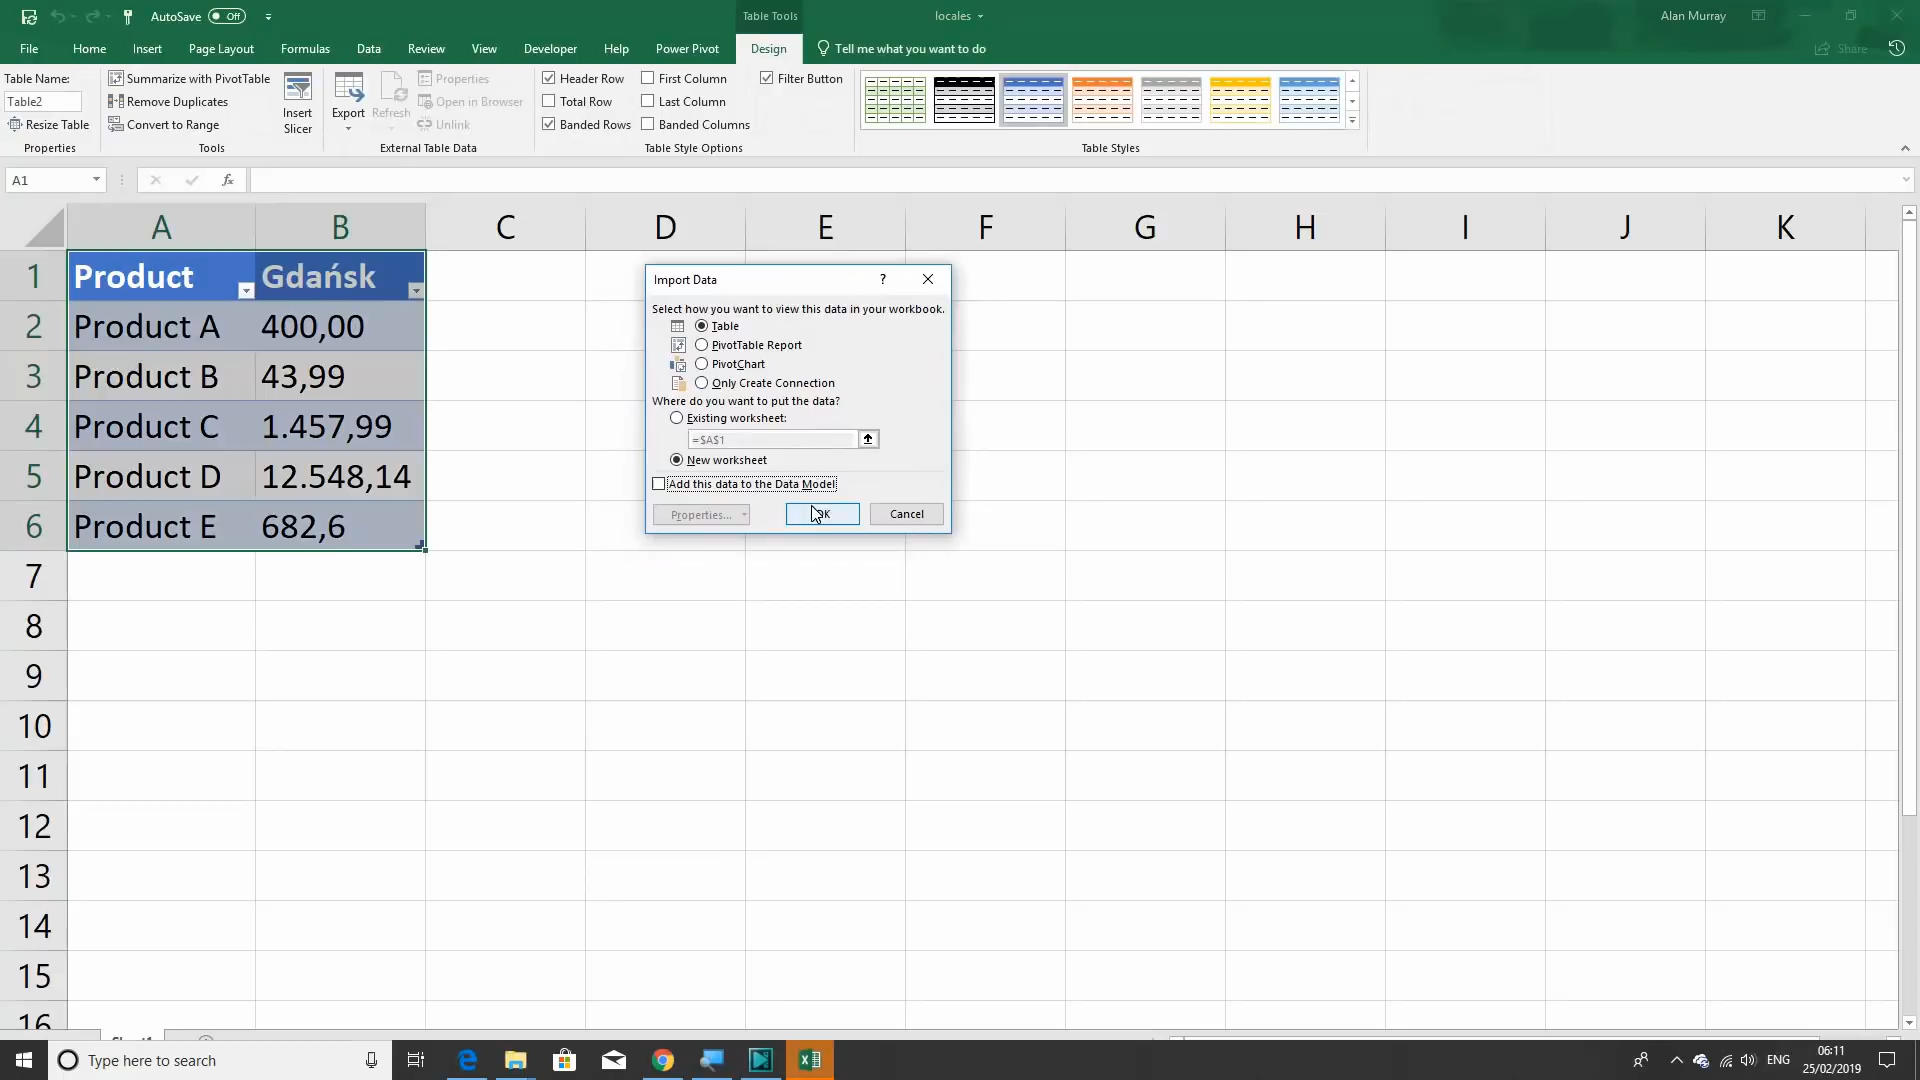 AutoSave Off
Table Tools
locales
Alan Murray
File Home Insert Page Layout Formulas Data Review View Developer Help Power Pivot Design Tell me what you want to do Share
Table Name:
Table2
Resize Table
Properties
Summarize with PivotTable
Remove Duplicates
Convert to Range
Insert
Slicer
Tools
Export
Refresh
Properties
Open in Browser
Unlink
External Table Data
Header Row
First Column
Filter Button
Total Row
Last Column
Banded Rows
Banded Columns
Table Style Options
Table Styles
A1
fx
A B C D E F G H I J K
1 Product Gdańsk
2 Product A 400,00
3 Product B 43,99
4 Product C 1.457,99
5 Product D 12.548,14
6 Product E 682,6
7
8
9
10
11
12
13
14
15
16
Import Data ?
Select how you want to view this data in your workbook.
Table
PivotTable Report
PivotChart
Only Create Connection
Where do you want to put the data?
Existing worksheet:
=$A$1
New worksheet
Add this data to the Data Model
Properties... OK Cancel
Type here to search
ENG
06:11
25/02/2019